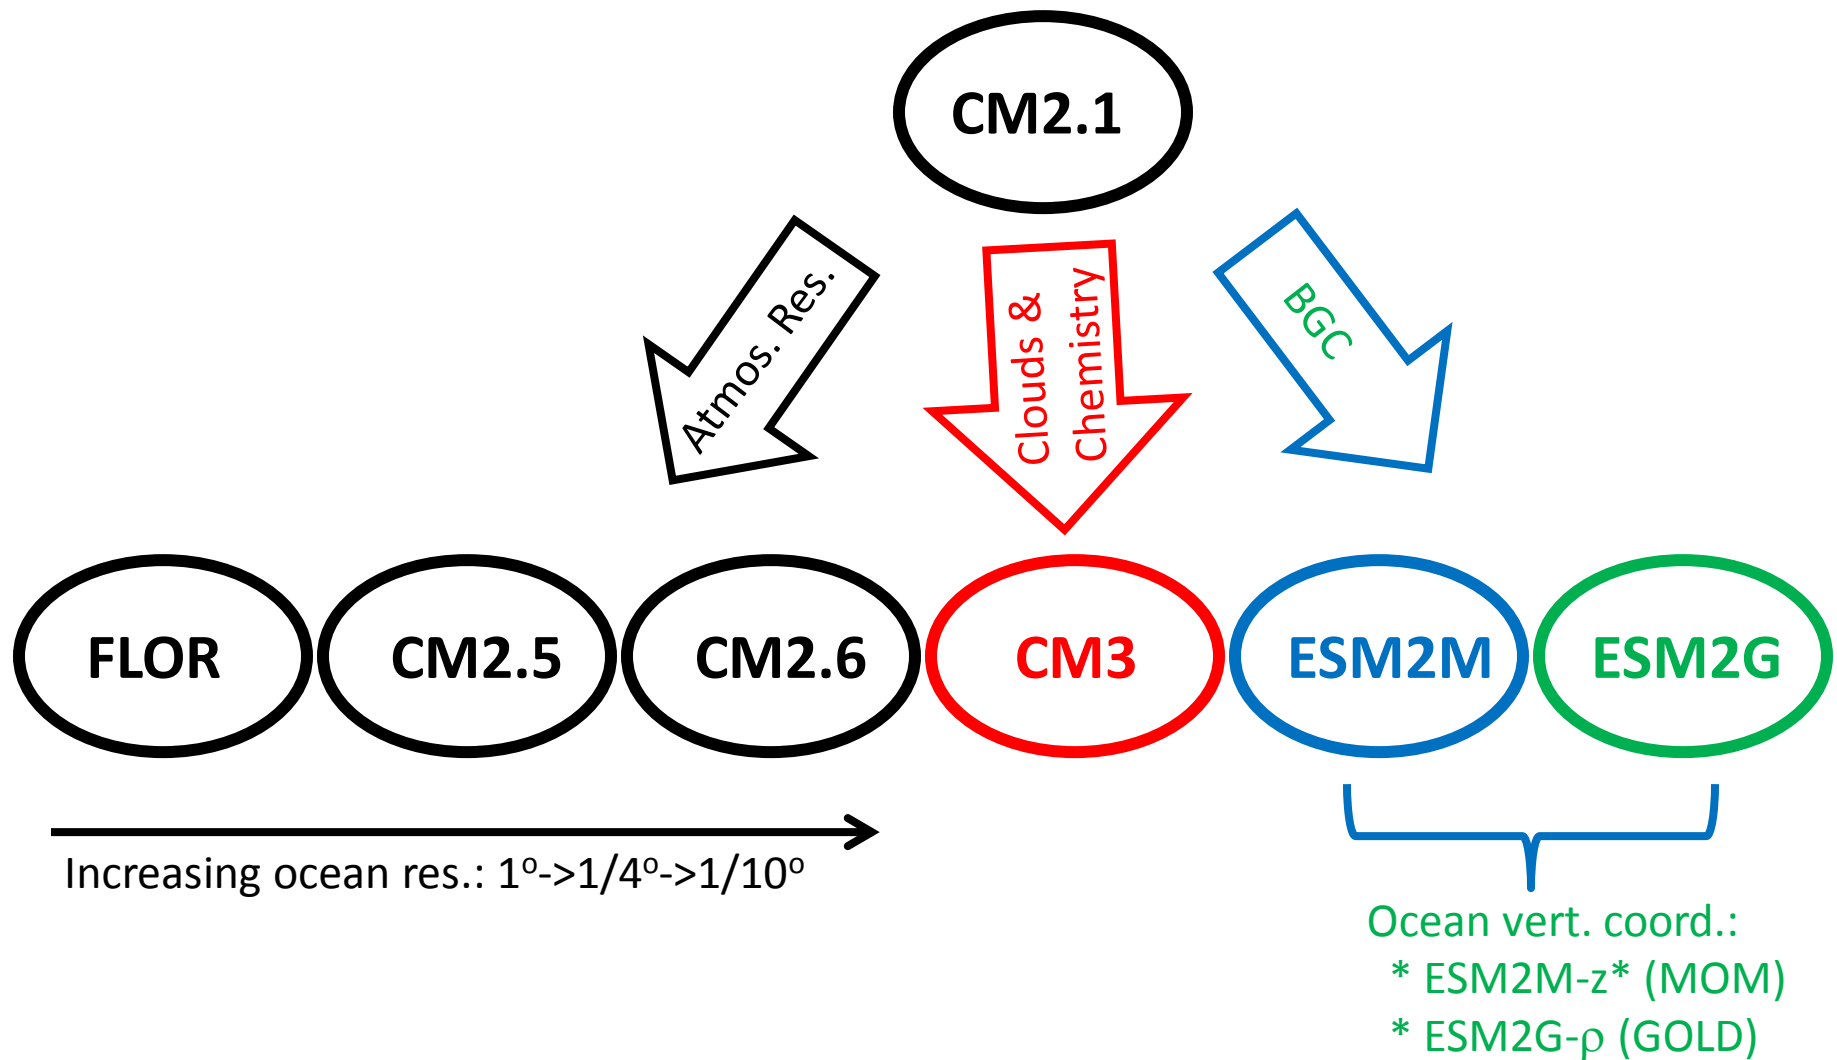 CM2.1
Atmos. Res.
Clouds &
Chemistry
BGC
FLOR
CM2.5
CM2.6
CM3
ESM2M
ESM2G
Increasing ocean res.: 1º->1/4º->1/10º
Ocean vert. coord.:
* ESM2M-z* (MOM)
* ESM2G-ρ (GOLD)